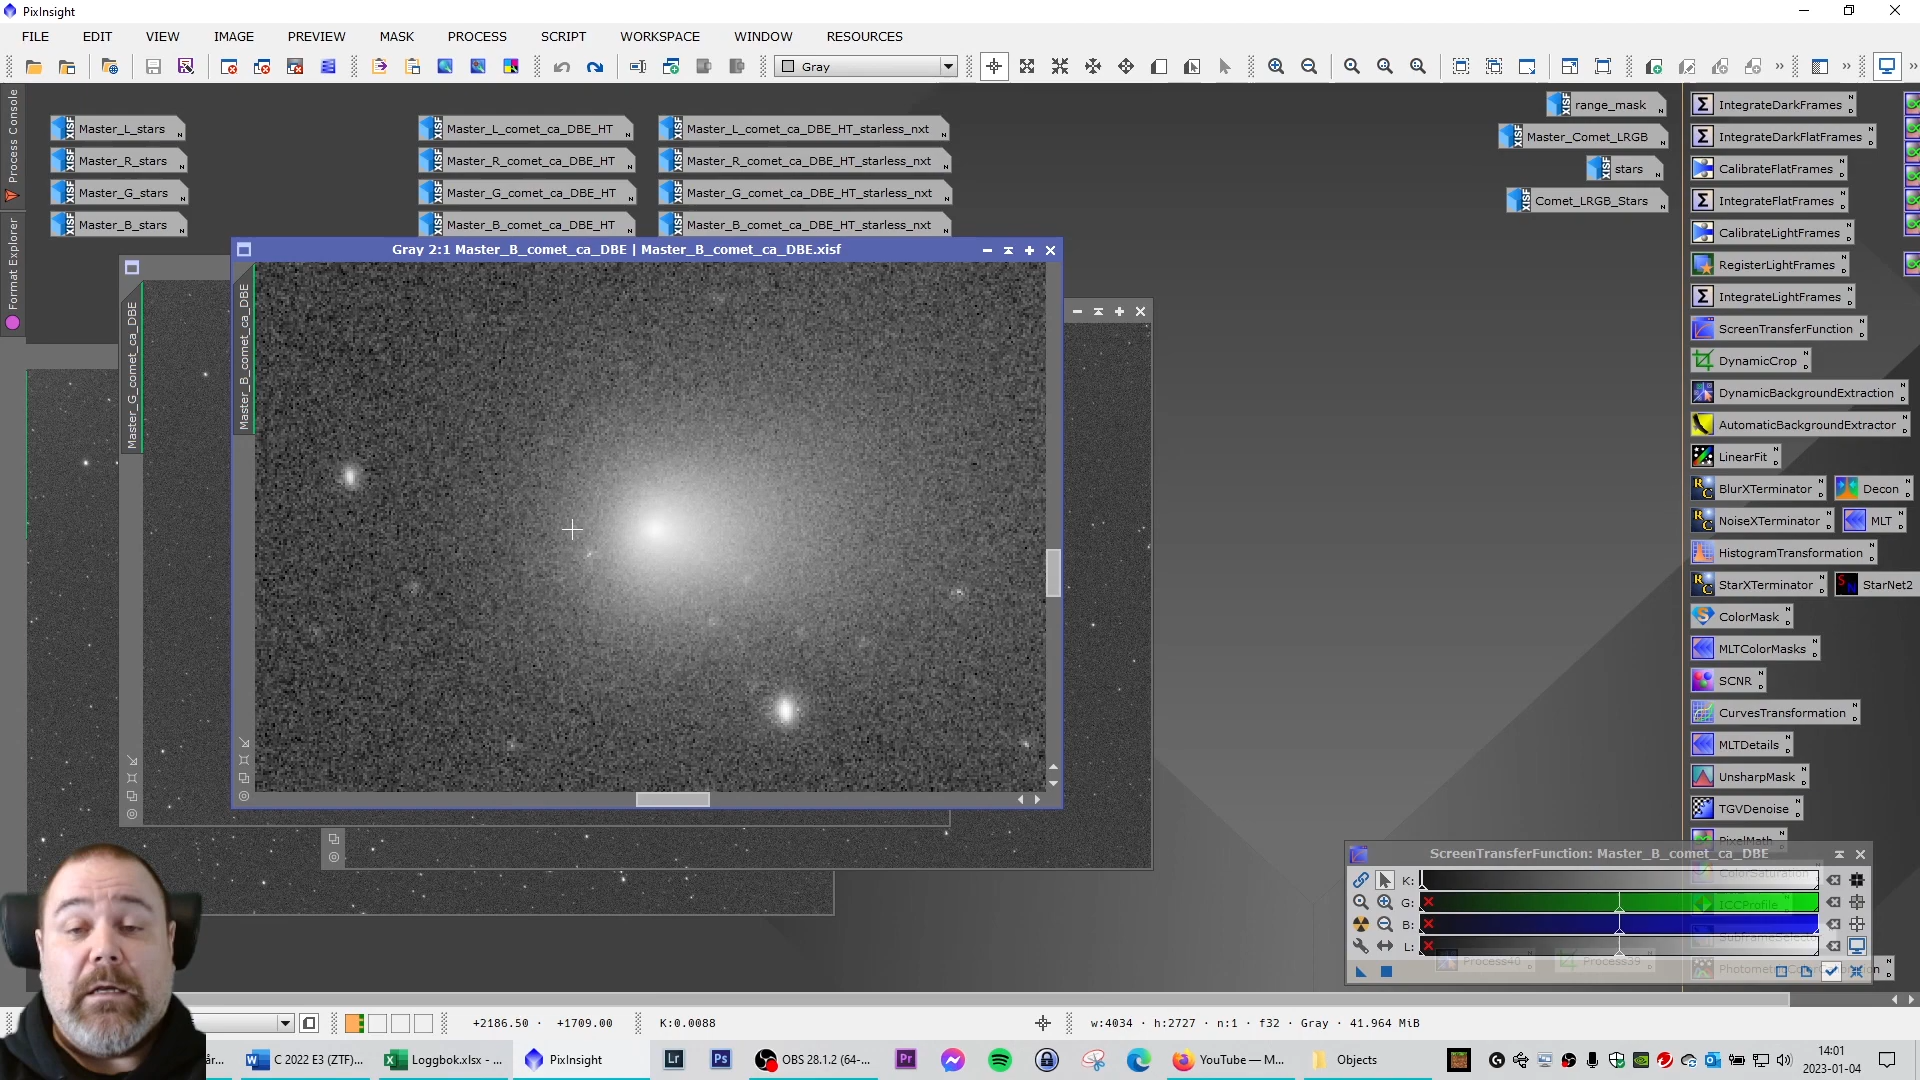 PixInsight
FILE EDIT VIEW IMAGE PREVIEW MASK PROCESS SCRIPT WORKSPACE WINDOW RESOURCES
Gray
Process Console
Format Explorer
Master_L_stars
Master_R_stars
Master_G_stars
Master_B_stars
Master_L_comet_ca_DBE_HT
Master_R_comet_ca_DBE_HT
Master_G_comet_ca_DBE_HT
Master_B_comet_ca_DBE_HT
Master_L_comet_ca_DBE_HT_starless_nxt
Master_R_comet_ca_DBE_HT_starless_nxt
Master_G_comet_ca_DBE_HT_starless_nxt
Master_B_comet_ca_DBE_HT_starless_nxt
range_mask
Master_Comet_LRGB
stars
Comet_LRGB_Stars
IntegrateDarkFrames
IntegrateDarkFlatFrames
CalibrateFlatFrames
IntegrateFlatFrames
CalibrateLightFrames
RegisterLightFrames
IntegrateLightFrames
ScreenTransferFunction
DynamicCrop
DynamicBackgroundExtraction
AutomaticBackgroundExtractor
LinearFit
BlurXTerminator Decon
NoiseXTerminator MLT
HistogramTransformation
StarXTerminator StarNet2
ColorMask
MLTColorMasks
SCNR
CurvesTransformation
MLTDetails
UnsharpMask
TGVDenoise
PixelMath
ColorSaturation
ICCProfile
Process40 Process39
Gray 2:1 Master_B_comet_ca_DBE | Master_B_comet_ca_DBE.xisf
Master_G_comet_ca_DBE
Master_B_comet_ca_DBE
ScreenTransferFunction: Master_B_comet_ca_DBE
K:
G:
B:
L:
+2186.50 · +1709.00 K:0.0088 w:4034 · h:2727 · n:1 · f32 · Gray · 41.964 MiB
C 2022 E3 (ZTF)... Loggbok.xlsx - ... PixInsight OBS 28.1.2 (64-... YouTube — M... Objects
14:01
2023-01-04